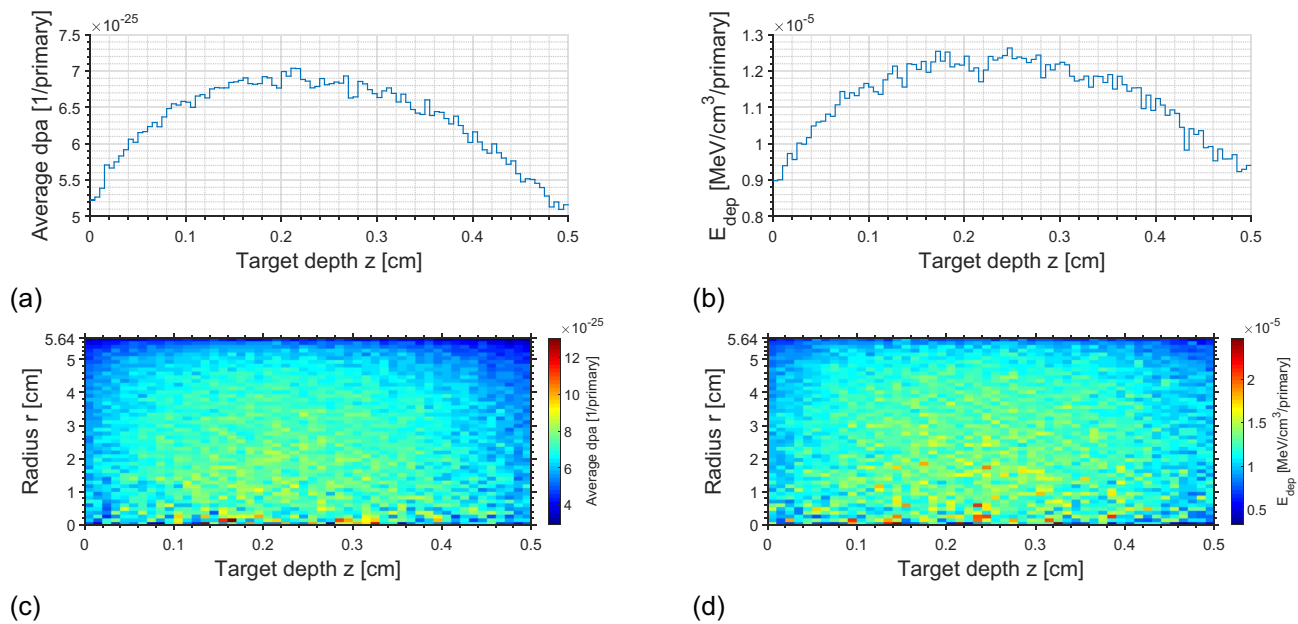 ×10⁻²⁵
7.5
7
6.5
6
5.5
5
Average dpa [1/primary]
0 0.1 0.2 0.3 0.4 0.5
Target depth z [cm]
(a)
×10⁻⁵
1.3
1.2
1.1
1
0.9
0.8
E_dep [MeV/cm³/primary]
0 0.1 0.2 0.3 0.4 0.5
Target depth z [cm]
(b)
5.64
5
4
3
2
1
0
Radius r [cm]
0 0.1 0.2 0.3 0.4 0.5
Target depth z [cm]
×10⁻²⁵
12
10
8
6
4
Average dpa [1/primary]
(c)
5.64
5
4
3
2
1
0
Radius r [cm]
0 0.1 0.2 0.3 0.4 0.5
Target depth z [cm]
×10⁻⁵
2
1.5
1
0.5
E_dep [MeV/cm³/primary]
(d)